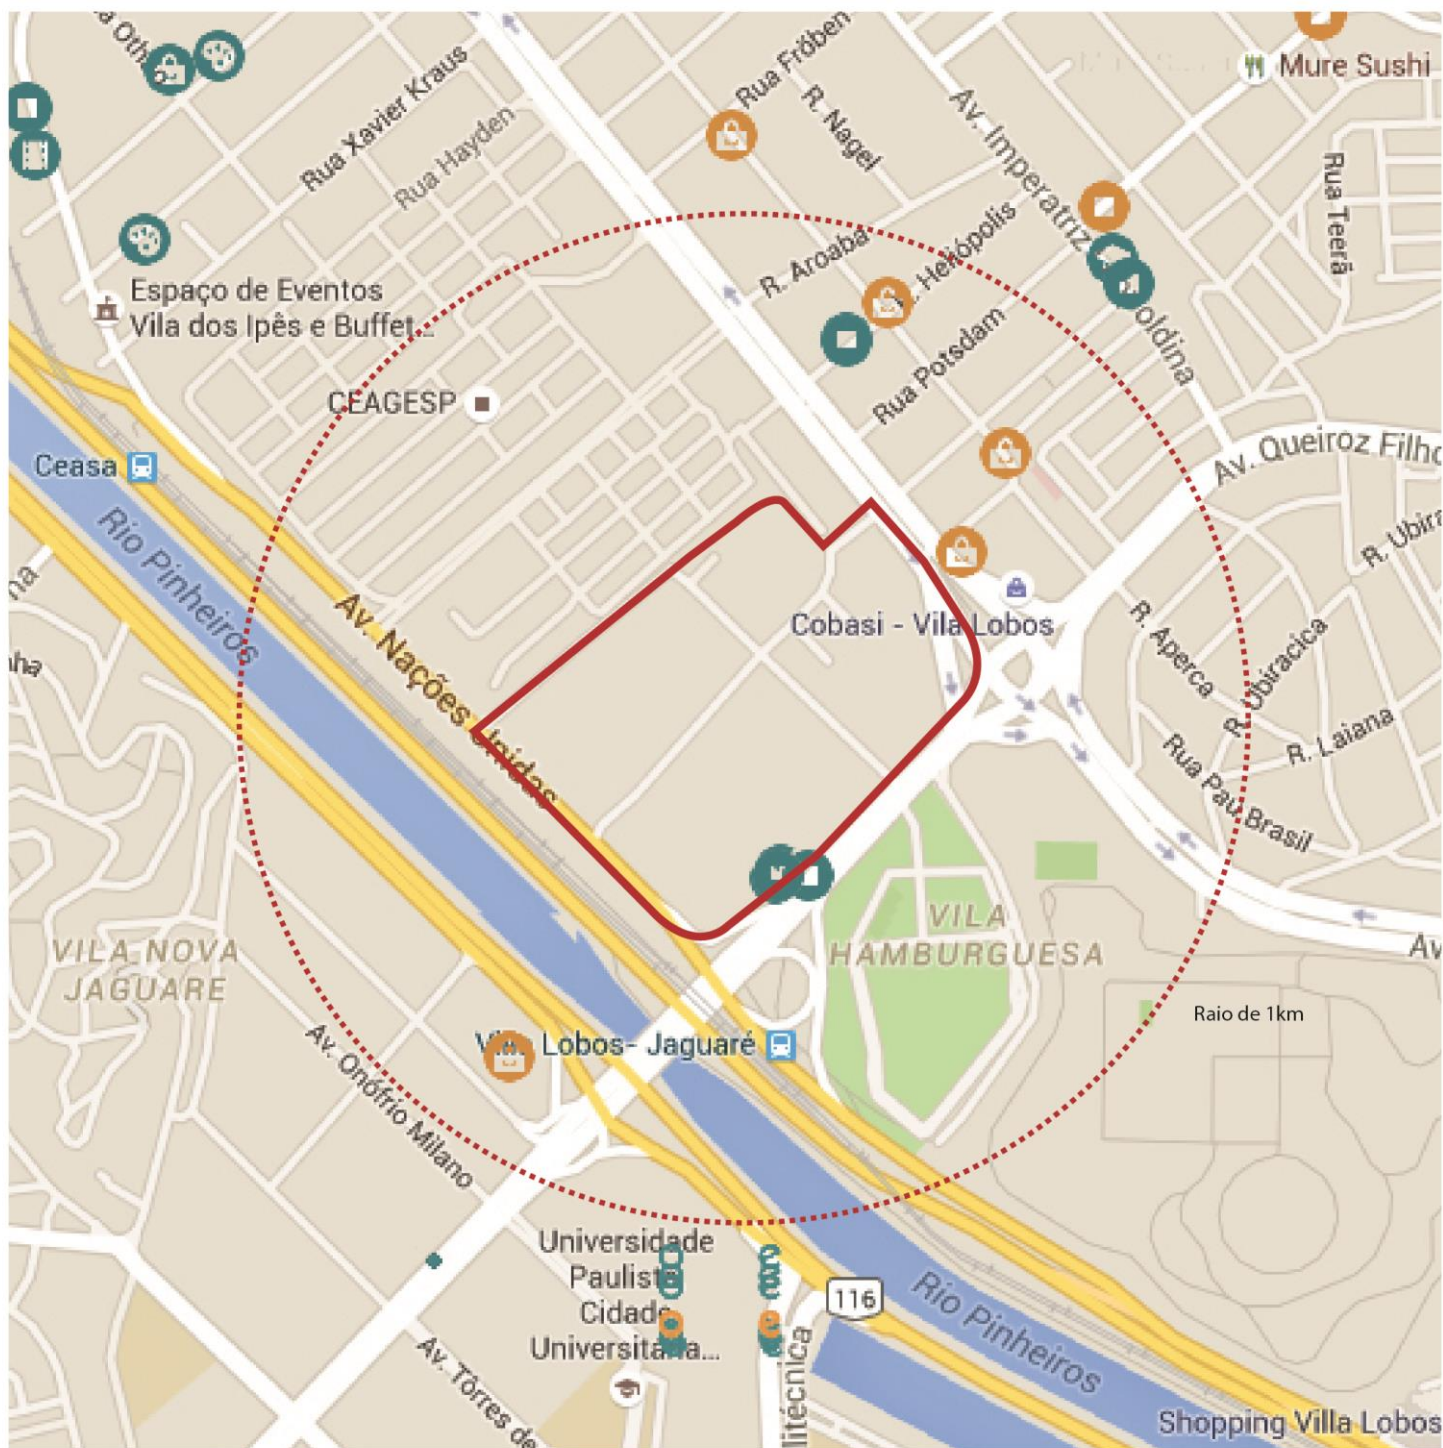 Rua Fröben
Rua Xavier Kraus
R. Nagel
Mure Sushi
Rua Hayden
Av. Imperatriz
Rua Teerã
R. Aroaba
Heliópolis
oldina
Espaço de Eventos
Vila dos Ipês e Buffet...
Rua Potsdam
CEAGESP
Av. Queiroz Filho
Ceasa
R. Ubira
Rio Pinheiros
Av. Nações Unidas
Cobasi - Vila Lobos
R. Aperca
R. Ubiracica
nha
R. Laiana
Rua Pau Brasil
VILA
HAMBURGUESA
Av
VILA NOVA
JAGUARE
Raio de 1km
Lobos- Jaguaré
Av. Onófrio Milano
Universidade
Paulista
Cidade
Universitária...
116
Rio Pinheiros
Av. Tôrres de
litécnica
Shopping Villa Lobos